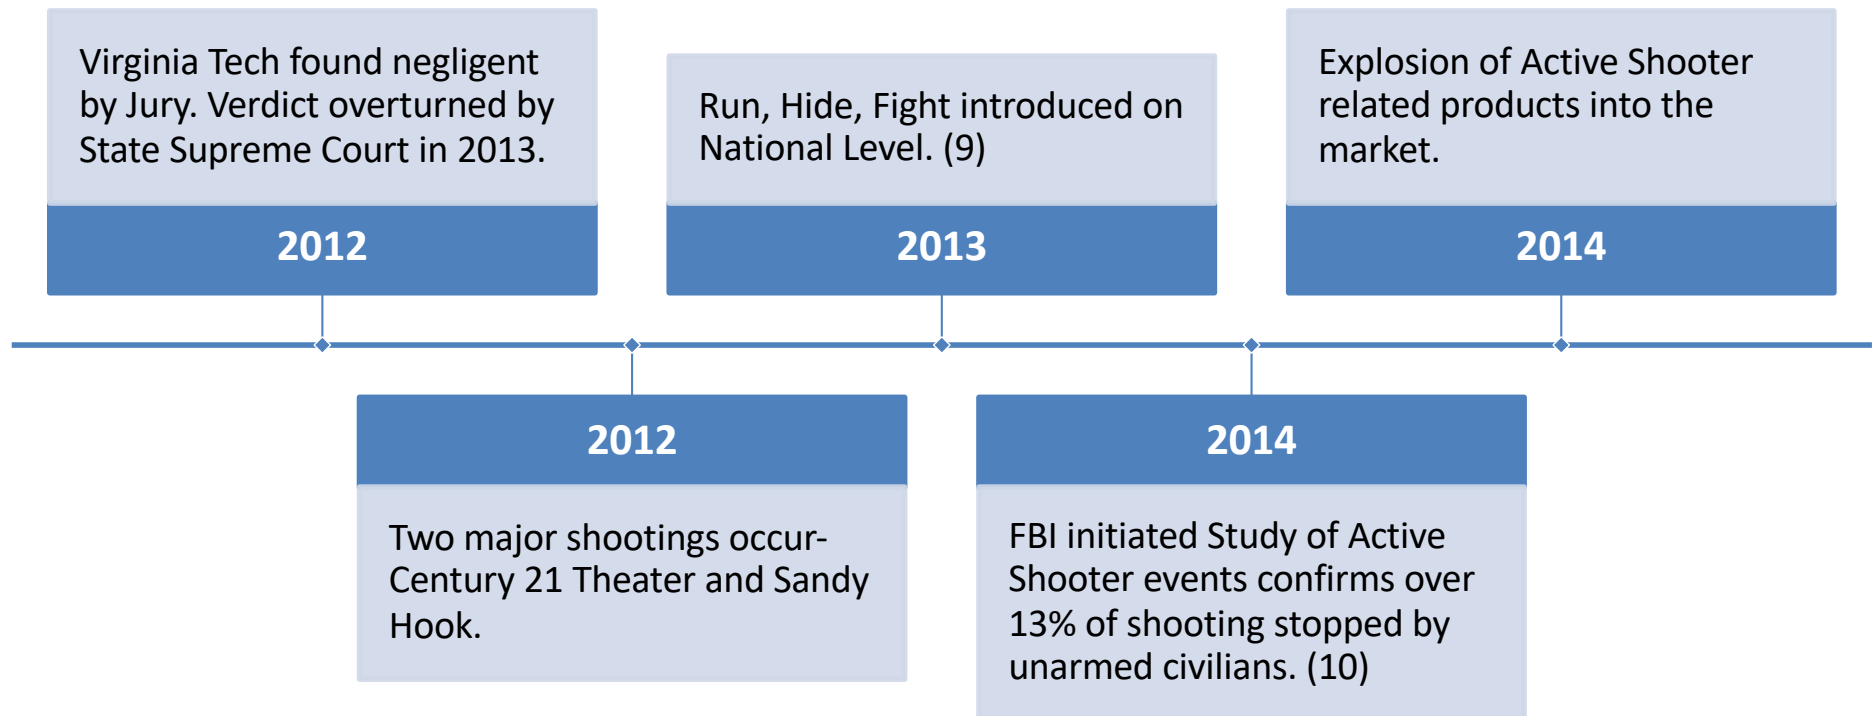 Virginia Tech found negligent
by Jury. Verdict overturned by
State Supreme Court in 2013.
2012
Two major shootings occur-
Century 21 Theater and Sandy
Hook.
2012
Run, Hide, Fight introduced on
National Level. (9)
2013
2014
FBI initiated Study of Active
Shooter events confirms over
13% of shooting stopped by
unarmed civilians. (10)
Explosion of Active Shooter
related products into the
market.
2014